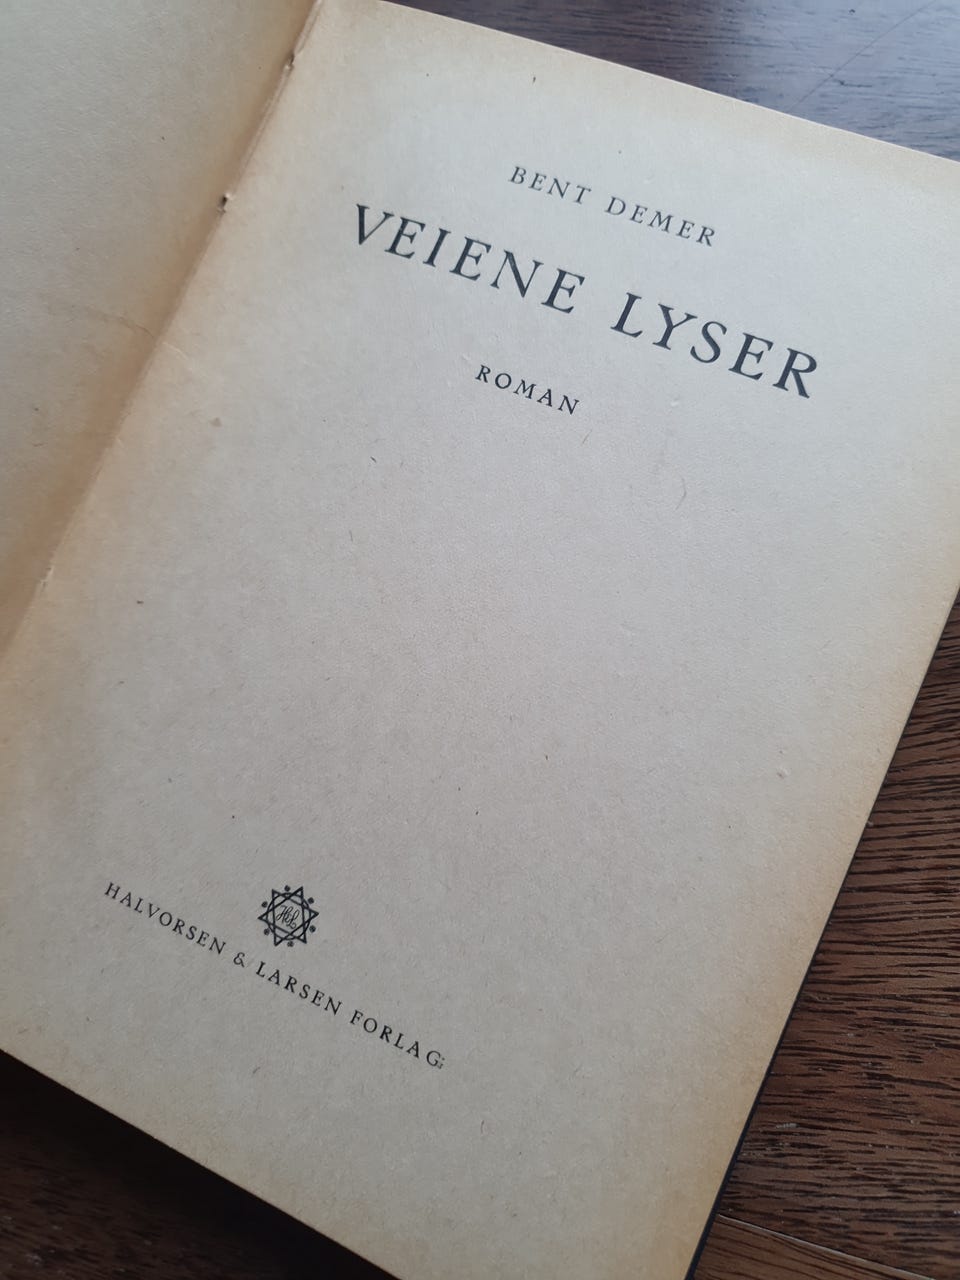 BENT DEMER
VEIENE LYSER
ROMAN
H&L
HALVORSEN & LARSEN FORLAG